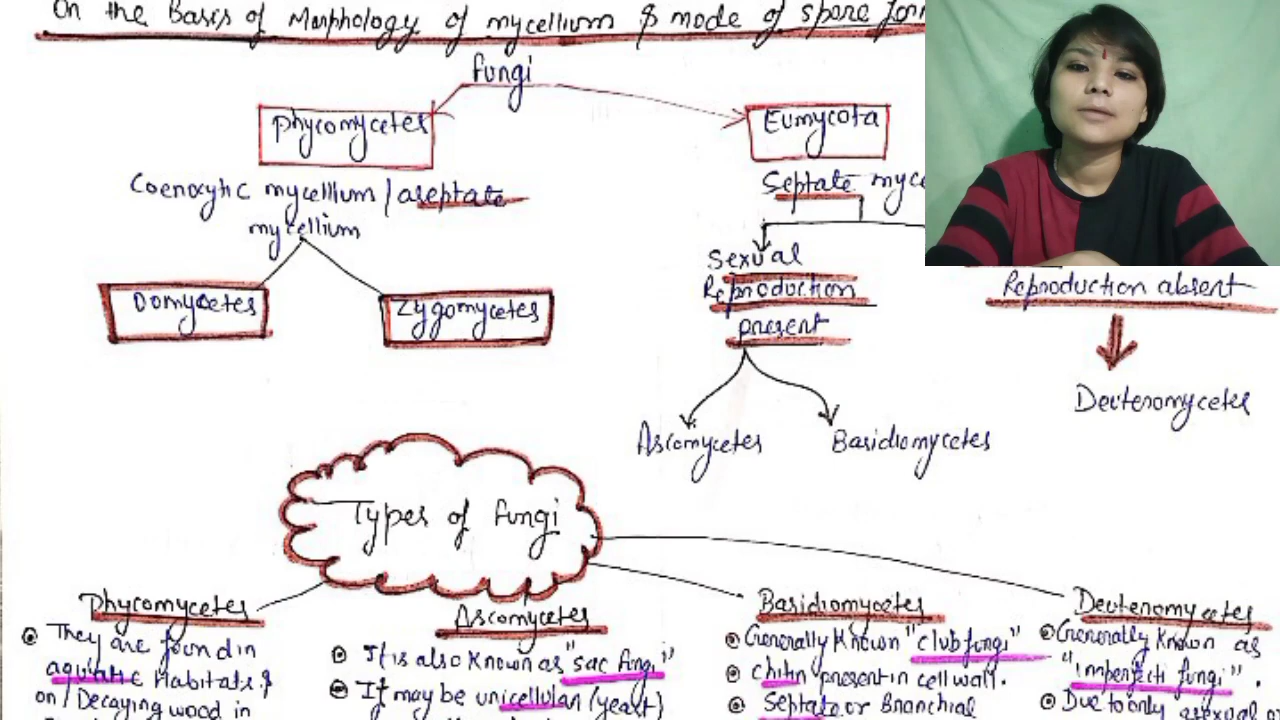 On the Basis of Morphology of mycellium & mode of spore
fungi
phycomycetes
Eumycota
Coenocytic mycellium / aseptate
mycellium
Septate myce
Oomycetes
Zygomycetes
Sexual
Reproduction
present
Reproduction absent
Deuteromycetes
Ascomycetes
Basidiomycetes
Types of fungi
Phycomycetes
They are found in
aquatic Habitats &
on / Decaying wood in
Ascomycetes
It is also known as "sac fungi"
It may be unicellular (yeast)
Basidiomycetes
Generally known "club fungi"
chitin present in cell wall.
Septate or Branchial
Deuteromycetes
Generally known as
"imperfecti fungi".
Due to only asexual